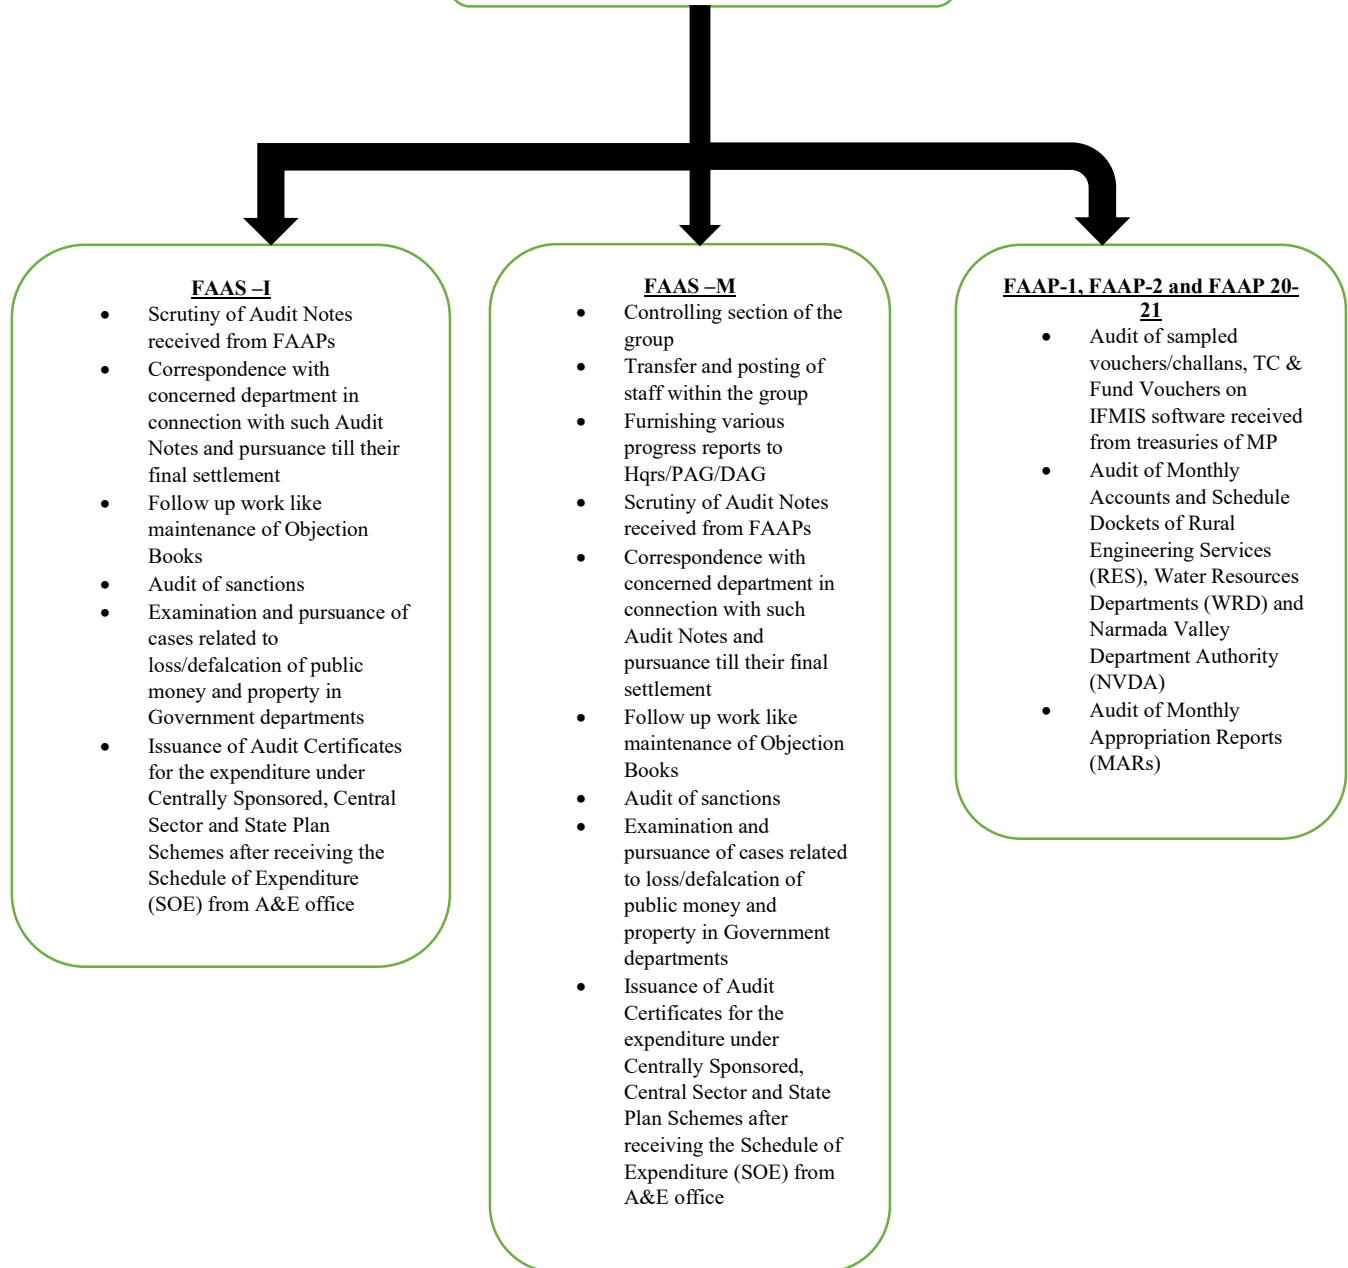 FAAS –I
• Scrutiny of Audit Notes
received from FAAPs
• Correspondence with
concerned department in
connection with such Audit
Notes and pursuance till their
final settlement
• Follow up work like
maintenance of Objection
Books
• Audit of sanctions
• Examination and pursuance of
cases related to
loss/defalcation of public
money and property in
Government departments
• Issuance of Audit Certificates
for the expenditure under
Centrally Sponsored, Central
Sector and State Plan
Schemes after receiving the
Schedule of Expenditure
(SOE) from A&E office
FAAS –M
• Controlling section of the
group
• Transfer and posting of
staff within the group
• Furnishing various
progress reports to
Hqrs/PAG/DAG
• Scrutiny of Audit Notes
received from FAAPs
• Correspondence with
concerned department in
connection with such
Audit Notes and
pursuance till their final
settlement
• Follow up work like
maintenance of Objection
Books
• Audit of sanctions
• Examination and
pursuance of cases related
to loss/defalcation of
public money and
property in Government
departments
• Issuance of Audit
Certificates for the
expenditure under
Centrally Sponsored,
Central Sector and State
Plan Schemes after
receiving the Schedule of
Expenditure (SOE) from
A&E office
FAAP-1, FAAP-2 and FAAP 20-
21
• Audit of sampled
vouchers/challans, TC &
Fund Vouchers on
IFMIS software received
from treasuries of MP
• Audit of Monthly
Accounts and Schedule
Dockets of Rural
Engineering Services
(RES), Water Resources
Departments (WRD) and
Narmada Valley
Department Authority
(NVDA)
• Audit of Monthly
Appropriation Reports
(MARs)